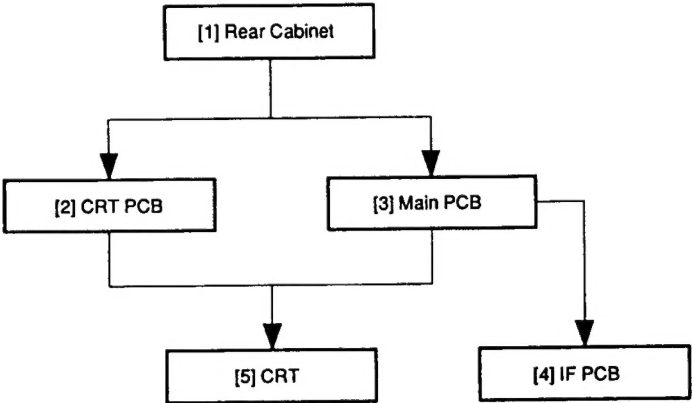 [1] Rear Cabinet
[2] CRT PCB
[3] Main PCB
[5] CRT
[4] IF PCB